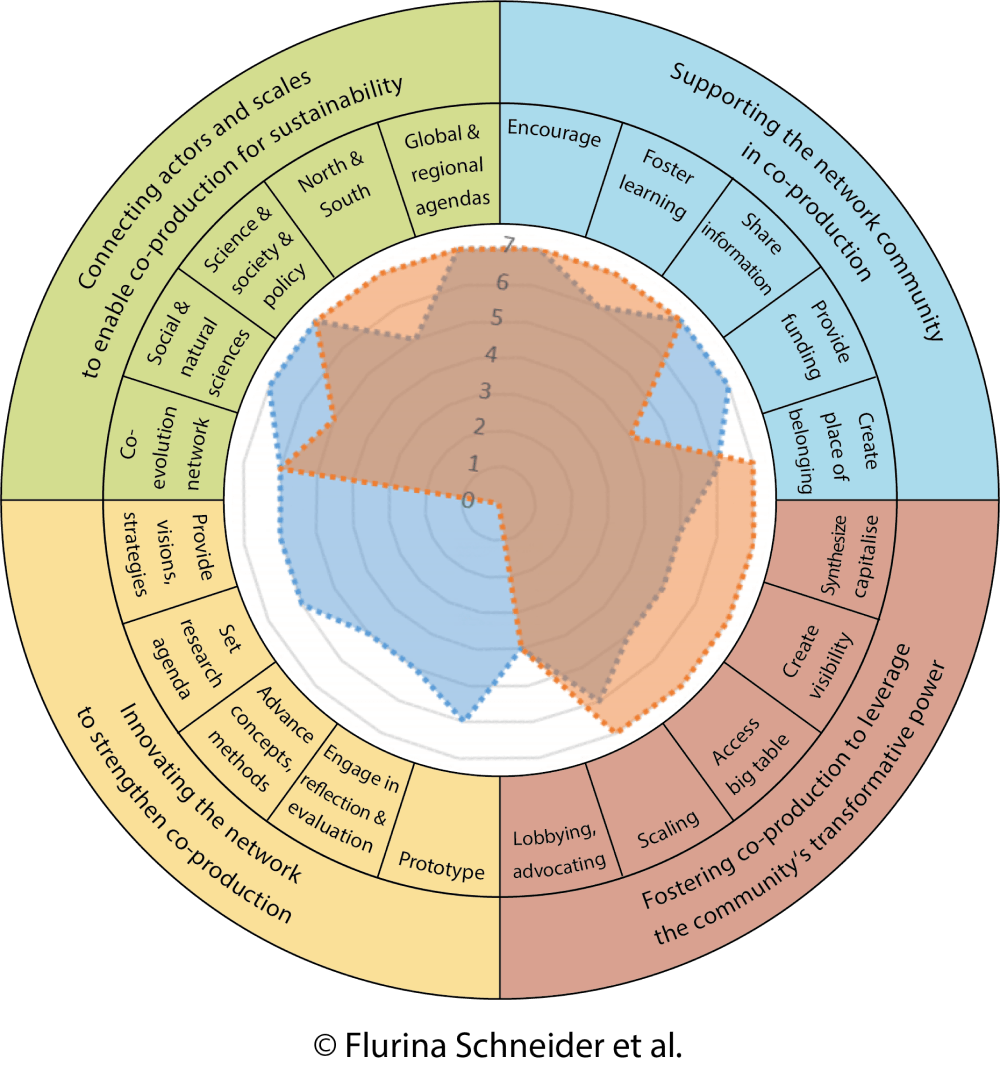 Connecting actors and scales
to enable co-production for sustainability
Supporting the network community
in co-production
Global &
regional
agendas
North &
South
Science &
society &
policy
Social &
natural
sciences
Co-
evolution
network
Encourage
Foster
learning
Share
information
Provide
funding
Create
place of
belonging
7
6
5
4
3
2
1
0
Provide
visions,
strategies
Set
research
agenda
Advance
concepts,
methods
Engage in
reflection &
evaluation
Prototype
Synthesize
capitalise
Create
visibility
Access
big table
Scaling
Lobbying,
advocating
Innovating the network
to strengthen co-production
Fostering co-production to leverage
the community's transformative power
© Flurina Schneider et al.